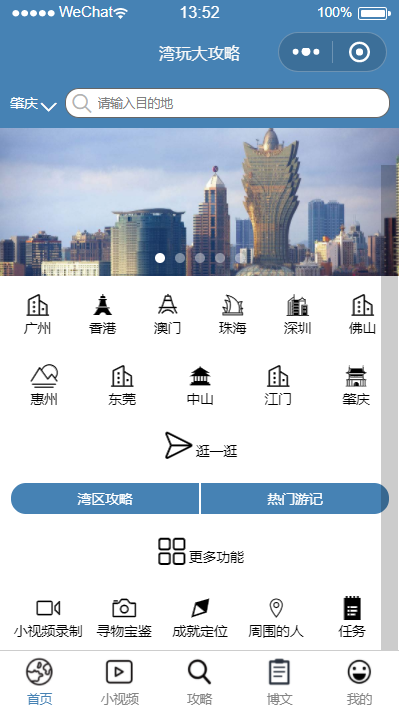 WeChat 13:52 100%
湾玩大攻略
肇庆 请输入目的地
广州 香港 澳门 珠海 深圳 佛山
惠州 东莞 中山 江门 肇庆
逛一逛
湾区攻略 热门游记
更多功能
小视频录制 寻物宝鉴 成就定位 周围的人 任务
首页 小视频 攻略 博文 我的